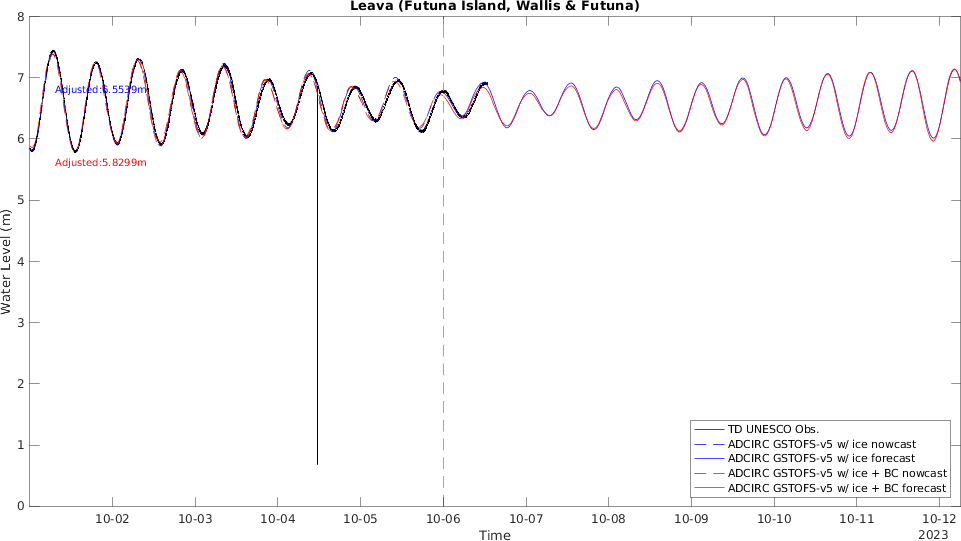 Leava (Futuna Island, Wallis & Futuna)
8
7
6
5
4
3
2
1
0
Water Level (m)
Adjusted:6.5539m
Adjusted:5.8299m
TD UNESCO Obs.
ADCIRC GSTOFS-v5 w/ ice nowcast
ADCIRC GSTOFS-v5 w/ ice forecast
ADCIRC GSTOFS-v5 w/ ice + BC nowcast
ADCIRC GSTOFS-v5 w/ ice + BC forecast
10-02 10-03 10-04 10-05 10-06 10-07 10-08 10-09 10-10 10-11 10-12
Time
2023